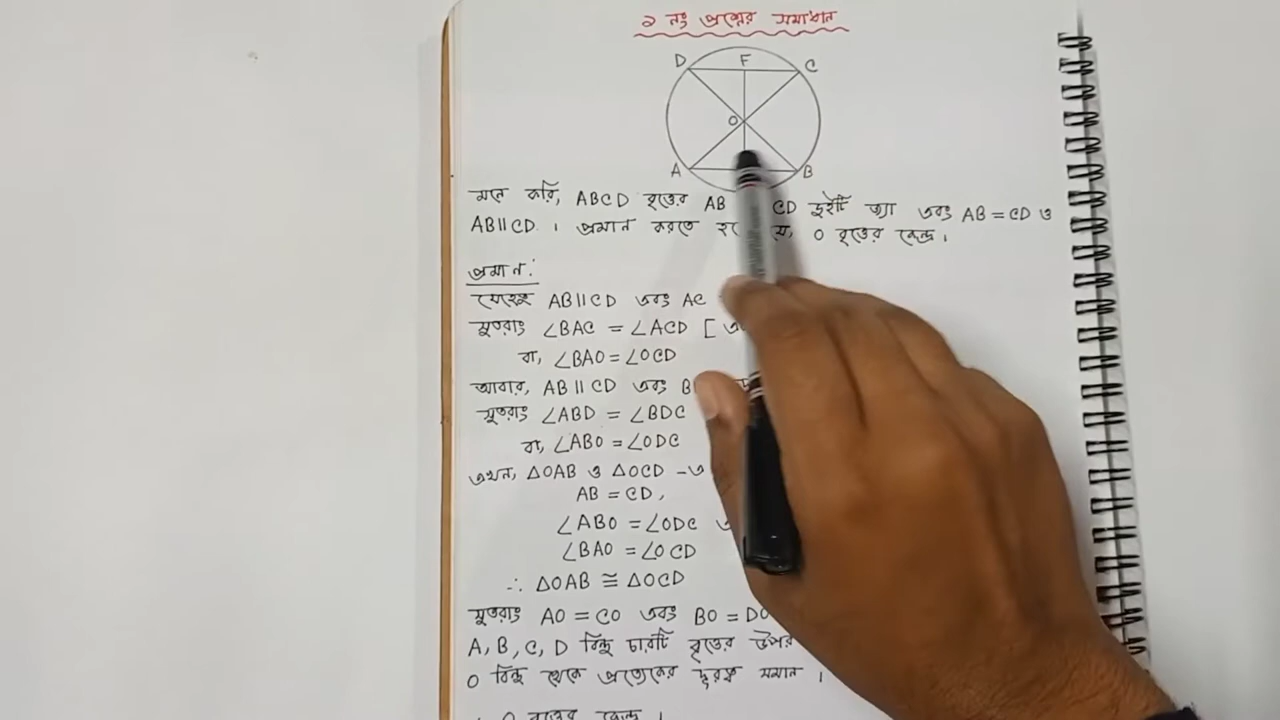 ১ নং প্রশ্নের সমাধান
D F C
O
A B
মনে করি, ABCD বৃত্তের AB CD দুইটি জ্যা এবং AB = CD ও
AB || CD । প্রমান করতে হবে যে, O বৃত্তের কেন্দ্র ।
প্রমান:
যেহেতু AB || CD এবং AC
সুতরাং ∠BAC = ∠ACD [
বা, ∠BAO = ∠OCD
আবার, AB || CD এবং B
সুতরাং ∠ABD = ∠BDC
বা, ∠ABO = ∠ODC
এখন, ΔOAB ও ΔOCD -এ
AB = CD,
∠ABO = ∠ODC
∠BAO = ∠OCD
∴ ΔOAB ≅ ΔOCD
সুতরাং AO = CO এবং BO = DO
A, B, C, D বিন্দু চারটি বৃত্তের উপর
O বিন্দু থেকে প্রত্যেকের দূরত্ব সমান ।
O বৃত্তের কেন্দ্র ।